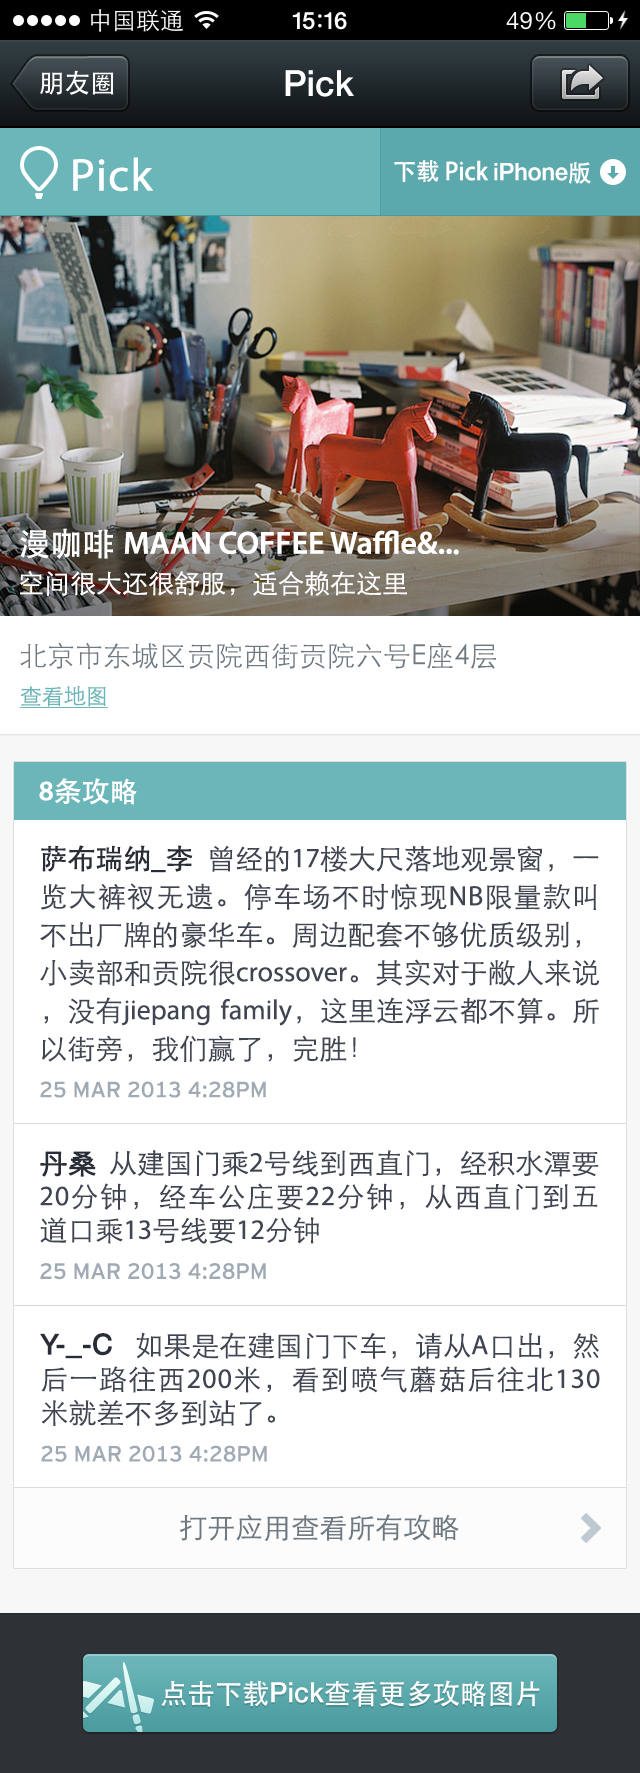 中国联通 15:16 49%
朋友圈 Pick
Pick 下载 Pick iPhone版
漫咖啡 MAAN COFFEE Waffle&...
空间很大还很舒服，适合赖在这里
北京市东城区贡院西街贡院六号E座4层
查看地图
8条攻略
萨布瑞纳_李 曾经的17楼大尺落地观景窗，一
览大裤衩无遗。停车场不时惊现NB限量款叫
不出厂牌的豪华车。周边配套不够优质级别，
小卖部和贡院很crossover。其实对于敝人来说
，没有jiepang family，这里连浮云都不算。所
以街旁，我们赢了，完胜！
25 MAR 2013 4:28PM
丹桑 从建国门乘2号线到西直门，经积水潭要
20分钟，经车公庄要22分钟，从西直门到五
道口乘13号线要12分钟
25 MAR 2013 4:28PM
Y-_-C 如果是在建国门下车，请从A口出，然
后一路往西200米，看到喷气蘑菇后往北130
米就差不多到站了。
25 MAR 2013 4:28PM
打开应用查看所有攻略
点击下载Pick查看更多攻略图片